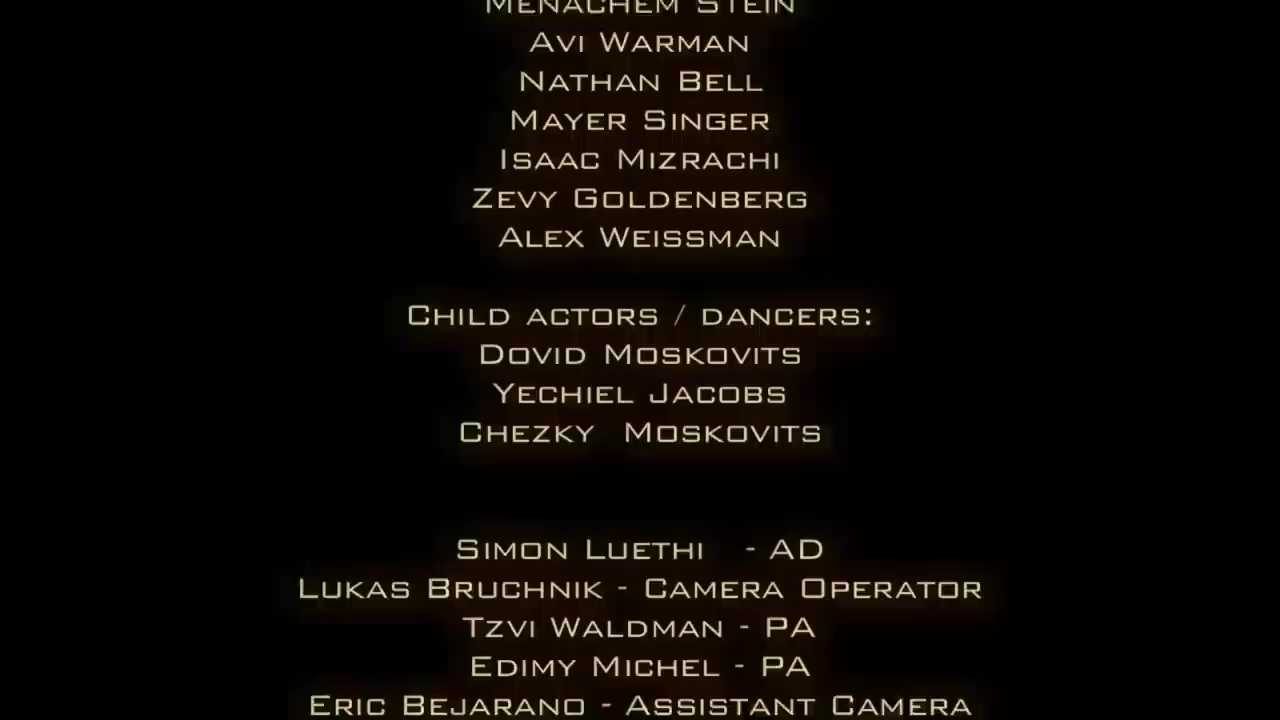 Menachem Stein
Avi Warman
Nathan Bell
Mayer Singer
Isaac Mizrachi
Zevy Goldenberg
Alex Weissman
Child actors / dancers:
Dovid Moskovits
Yechiel Jacobs
Chezky Moskovits
Simon Luethi - AD
Lukas Bruchnik - Camera Operator
Tzvi Waldman - PA
Edimy Michel - PA
Eric Bejarano - Assistant Camera